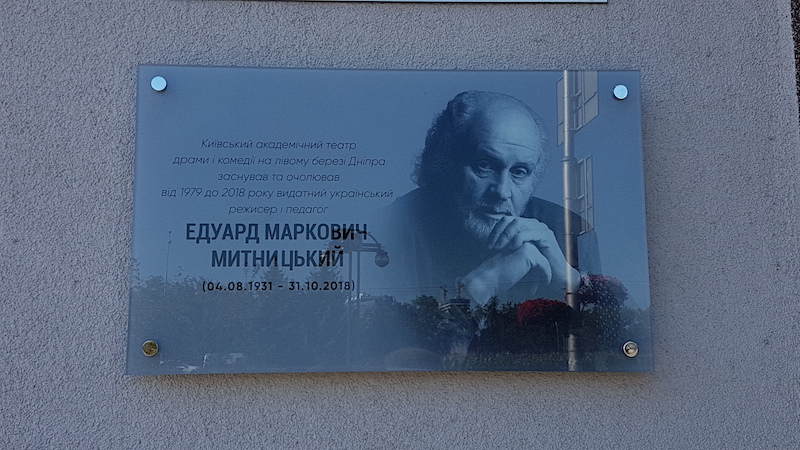 Київський академічний театр
драми і комедії на лівому березі Дніпра
заснував та очолював
від 1979 до 2018 року видатний український
режисер і педагог
ЕДУАРД МАРКОВИЧ
МИТНИЦЬКИЙ
(04.08.1931 - 31.10.2018)